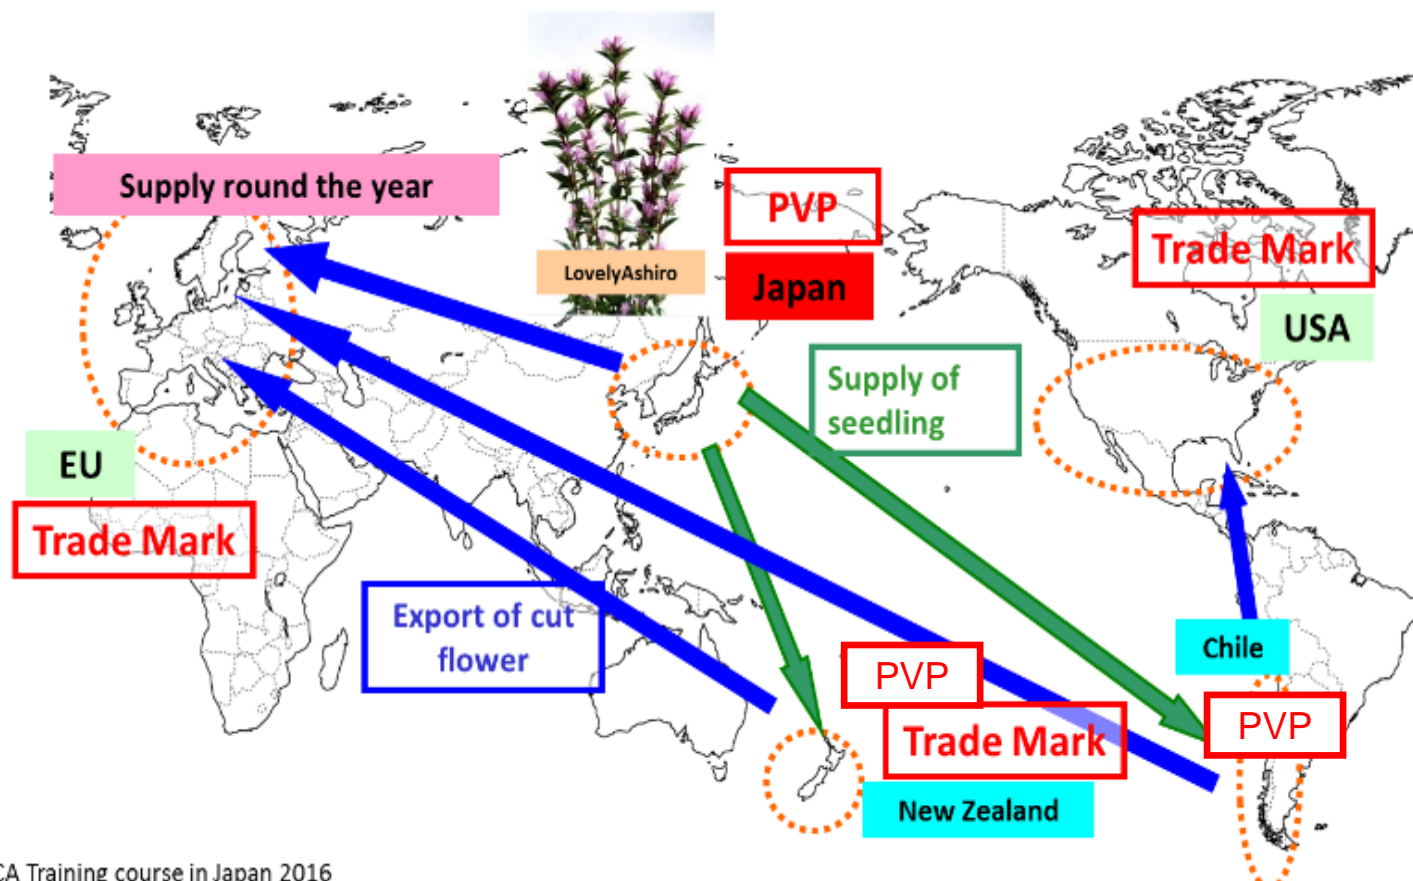 Supply round the year
PVP
LovelyAshiro
Japan
Trade Mark
USA
Supply of
seedling
EU
Trade Mark
Export of cut
flower
Chile
PVP
PVP
Trade Mark
New Zealand
CA Training course in Japan 2016